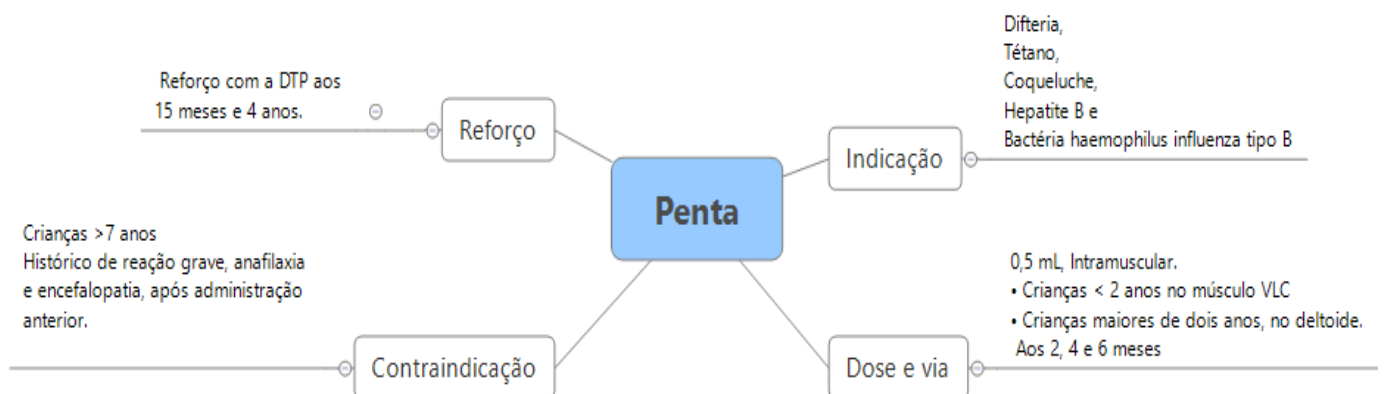 Penta
Reforço
Reforço com a DTP aos
15 meses e 4 anos.
Indicação
Difteria,
Tétano,
Coqueluche,
Hepatite B e
Bactéria haemophilus influenza tipo B
Contraindicação
Crianças >7 anos
Histórico de reação grave, anafilaxia
e encefalopatia, após administração
anterior.
Dose e via
0,5 mL, Intramuscular.
• Crianças < 2 anos no músculo VLC
• Crianças maiores de dois anos, no deltoide.
Aos 2, 4 e 6 meses